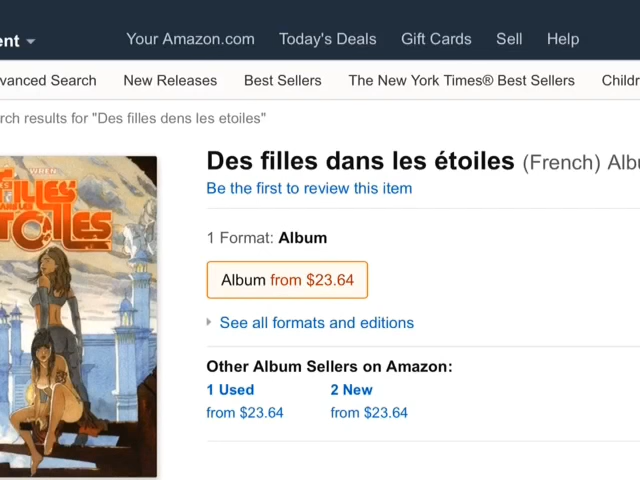 ent
Your Amazon.com Today's Deals Gift Cards Sell Help
vanced Search New Releases Best Sellers The New York Times® Best Sellers Childr
rch results for "Des filles dens les etoiles"
Des filles dans les étoiles (French) Albu
Be the first to review this item
1 Format: Album
Album from $23.64
See all formats and editions
Other Album Sellers on Amazon:
1 Used 2 New
from $23.64 from $23.64
WREN
FILLES
ETOILES